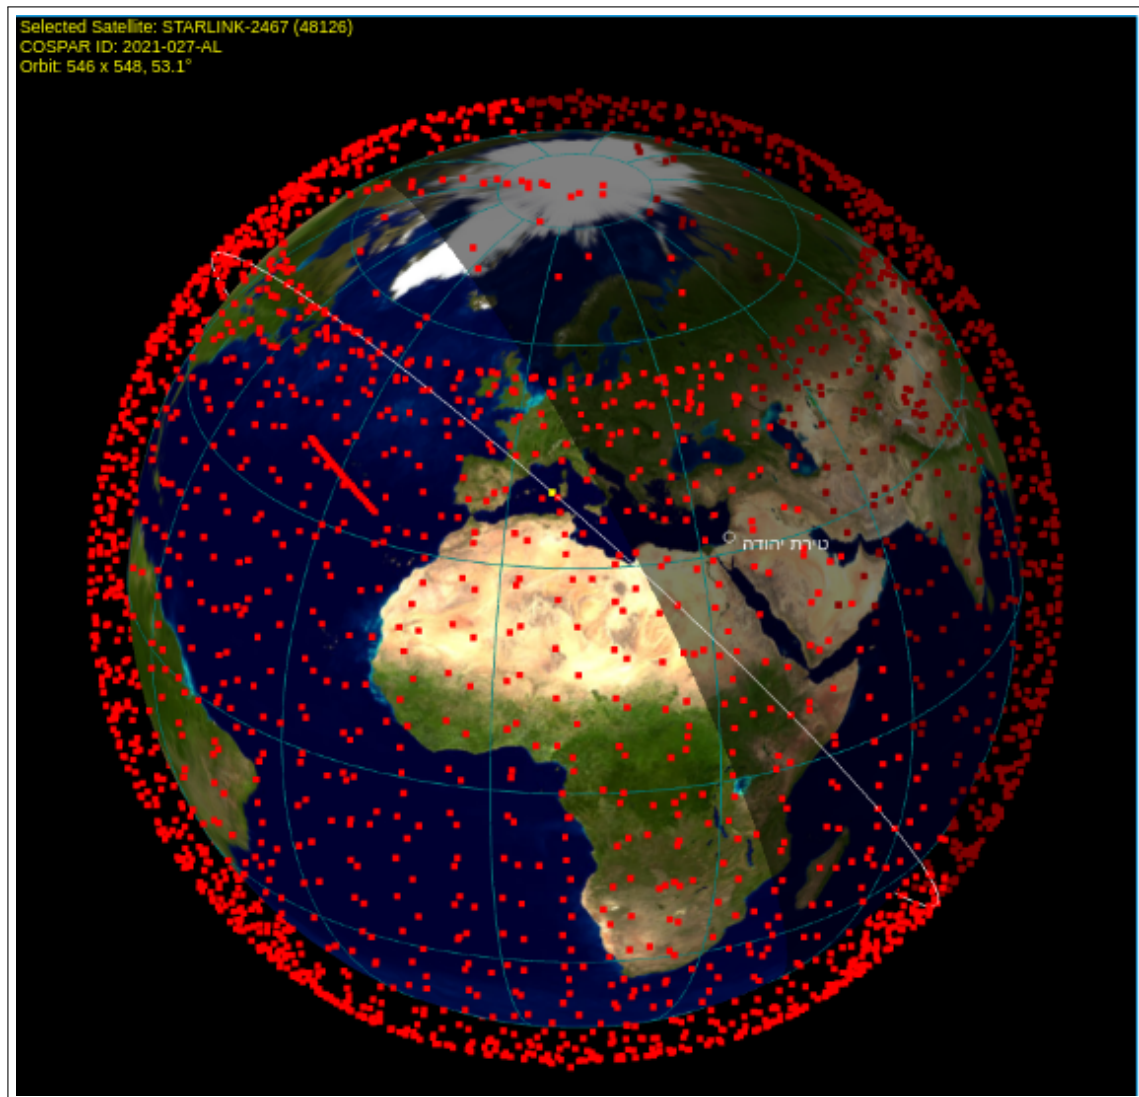 Selected Satellite: STARLINK-2467 (48126)
COSPAR ID: 2021-027-AL
Orbit: 546 x 548, 53.1°
טירת יהודה